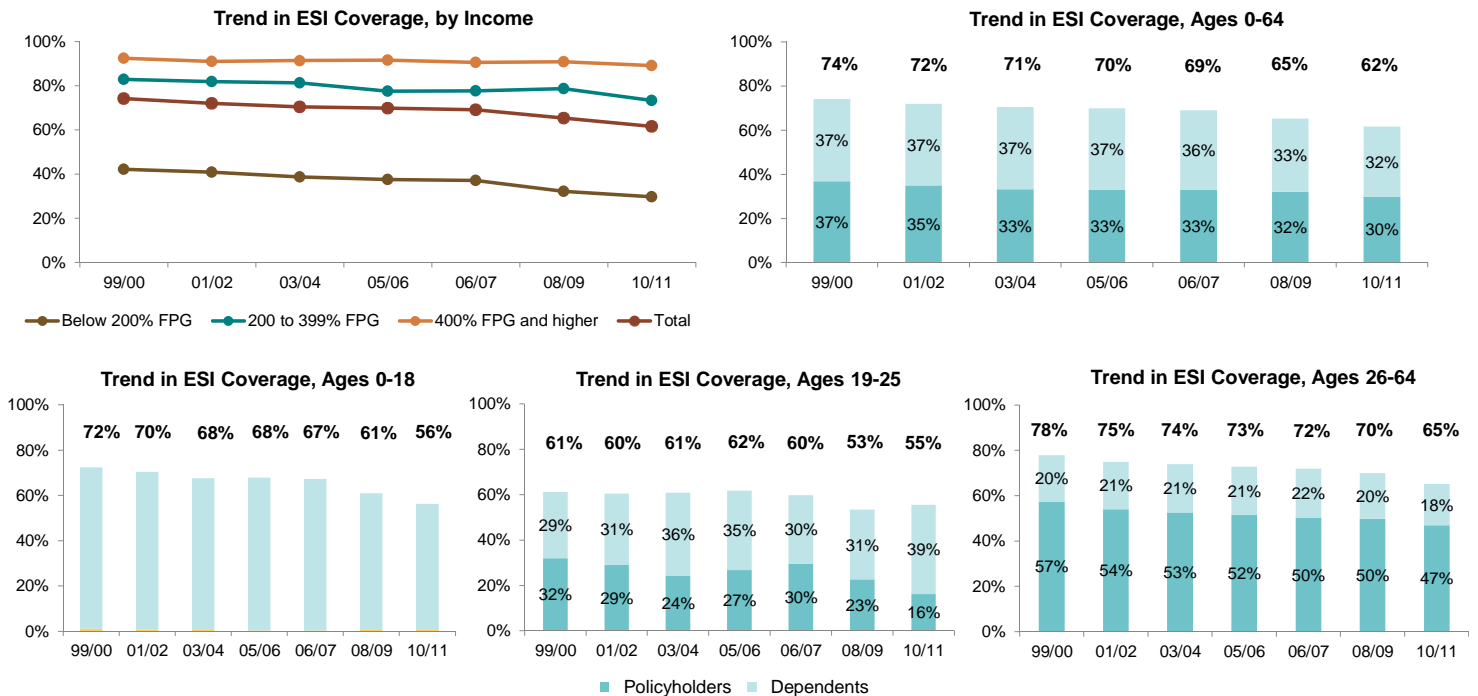 Trend in ESI Coverage, by Income
100%
80%
60%
40%
20%
0%
99/00 01/02 03/04 05/06 06/07 08/09 10/11
Below 200% FPG 200 to 399% FPG 400% FPG and higher Total
Trend in ESI Coverage, Ages 0-64
100%
74% 72% 71% 70% 69% 65% 62%
80%
60%
37% 37% 37% 37% 36% 33% 32%
40%
20%
37% 35% 33% 33% 33% 32% 30%
0%
99/00 01/02 03/04 05/06 06/07 08/09 10/11
Trend in ESI Coverage, Ages 0-18
100%
72% 70% 68% 68% 67% 61% 56%
80%
60%
40%
20%
0%
99/00 01/02 03/04 05/06 06/07 08/09 10/11
Trend in ESI Coverage, Ages 19-25
100%
61% 60% 61% 62% 60% 53% 55%
80%
60%
29% 31% 36% 35% 30% 31% 39%
40%
20%
32% 29% 24% 27% 30% 23% 16%
0%
99/00 01/02 03/04 05/06 06/07 08/09 10/11
Policyholders Dependents
Trend in ESI Coverage, Ages 26-64
100%
78% 75% 74% 73% 72% 70% 65%
80%
20% 21% 21% 21% 22% 20% 18%
60%
40%
57% 54% 53% 52% 50% 50% 47%
20%
0%
99/00 01/02 03/04 05/06 06/07 08/09 10/11